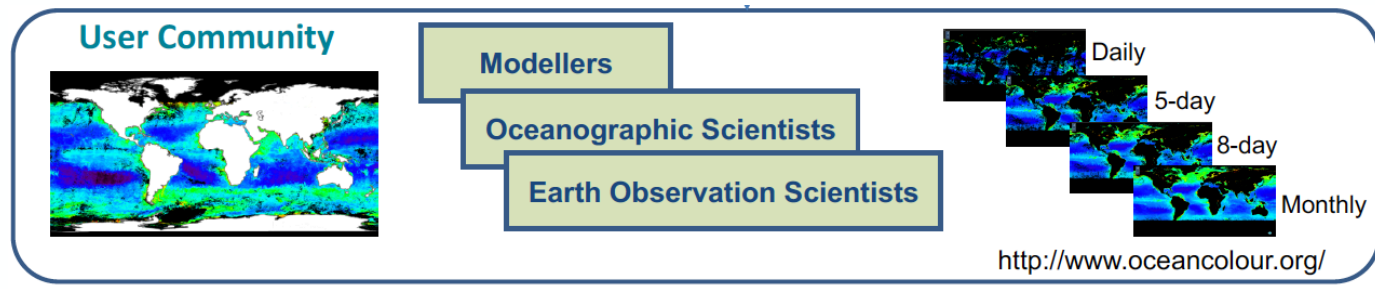 User Community
Modellers
Oceanographic Scientists
Earth Observation Scientists
Daily
5-day
8-day
Monthly
http://www.oceancolour.org/